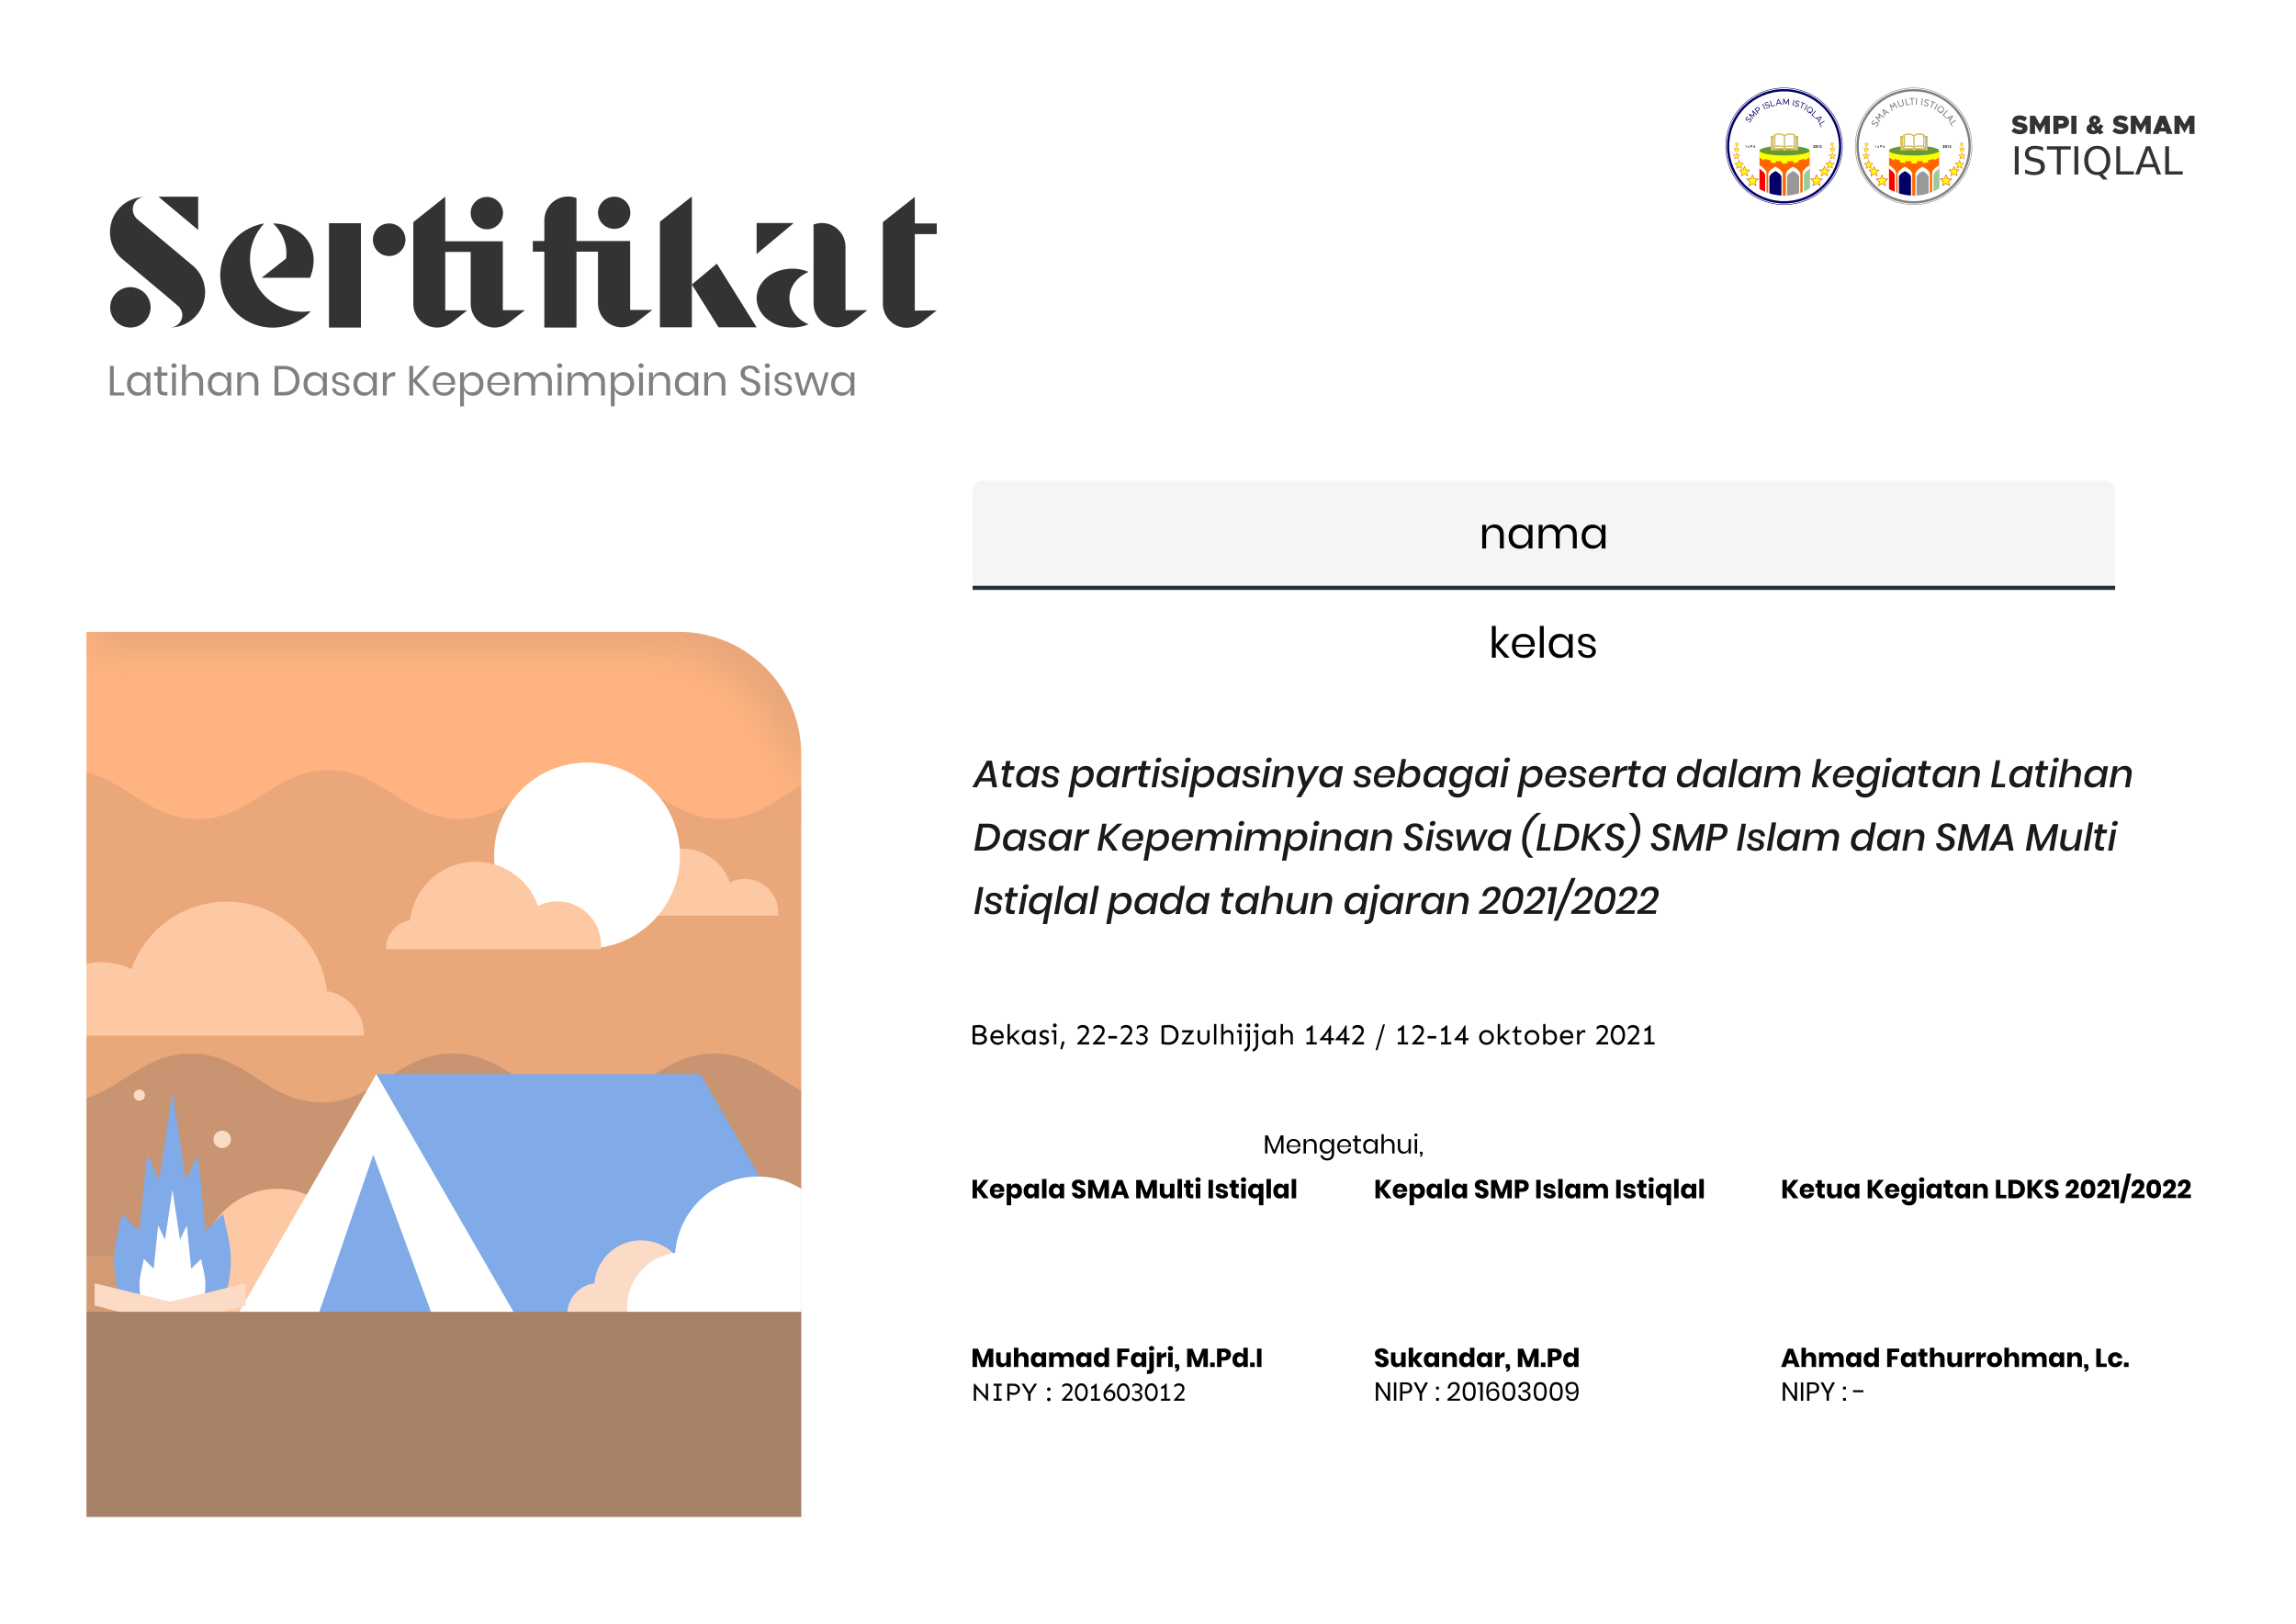 SMP ISLAM ISTIQLAL
SMA MULTI ISTIQLAL
SMPI & SMAM
ISTIQLAL
Sertifikat
Latihan Dasar Kepemimpinan Siswa
nama
kelas
Atas partisipasinya sebagai peserta dalam kegiatan Latihan
Dasar Kepemimpinan Siswa (LDKS) SMP Islam dan SMA Multi
Istiqlal pada tahun ajaran 2021/2022
Bekasi, 22-23 Dzulhijjah 1442 / 12-14 oktober 2021
Mengetahui,
Kepala SMA Multi Istiqlal
Kepala SMP Islam Istiqlal
Ketua Kegiatan LDKS 2021/2022
Muhamad Fajri, M.Pd.I
Sukandar, M.Pd
Ahmad Fathurrohman, Lc.
NIPY : 201603012
NIPY : 201603009
NIPY : -